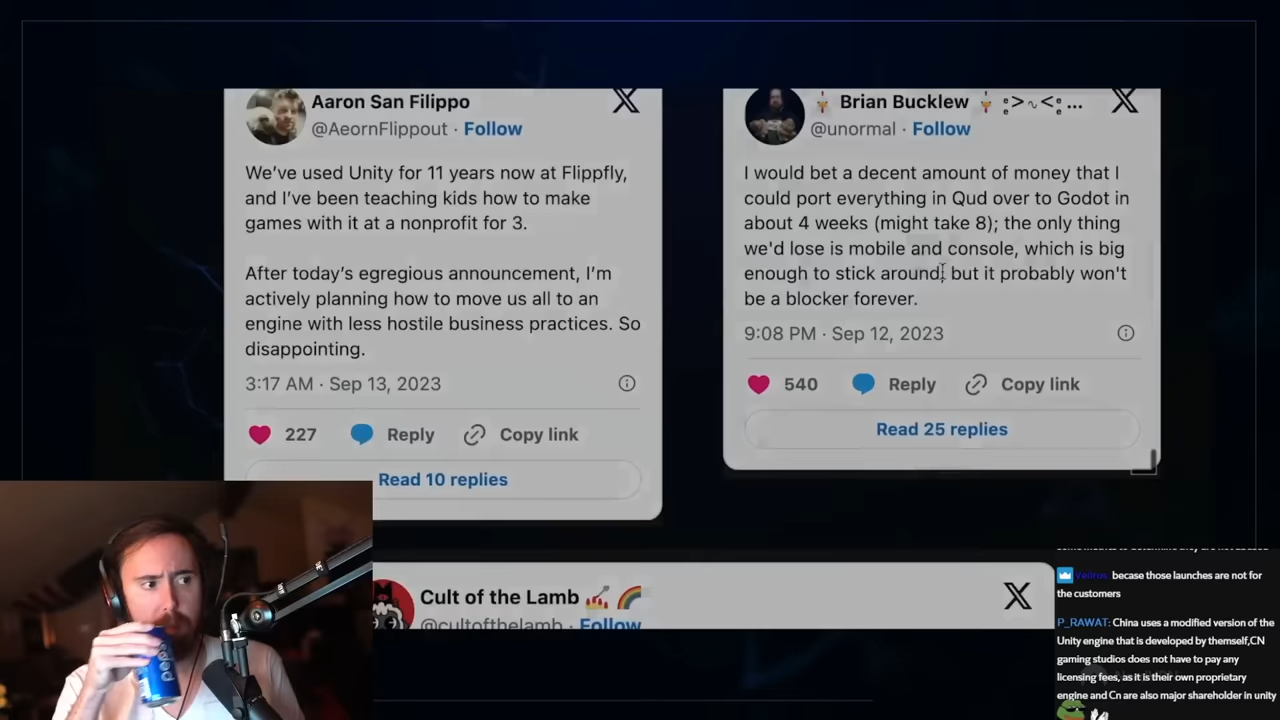 Aaron San Filippo
@AeornFlippout · Follow
We've used Unity for 11 years now at Flippfly,
and I've been teaching kids how to make
games with it at a nonprofit for 3.
After today's egregious announcement, I'm
actively planning how to move us all to an
engine with less hostile business practices. So
disappointing.
3:17 AM · Sep 13, 2023
227 Reply Copy link
Read 10 replies
Brian Bucklew
@unormal · Follow
I would bet a decent amount of money that I
could port everything in Qud over to Godot in
about 4 weeks (might take 8); the only thing
we'd lose is mobile and console, which is big
enough to stick around, but it probably won't
be a blocker forever.
9:08 PM · Sep 12, 2023
540 Reply Copy link
Read 25 replies
Cult of the Lamb
@cultofthelamb · Follow
pepsi
becase those launches are not for
the customers
P_RAWAT: China uses a modified version of the
Unity engine that is developed by themself,CN
gaming studios does not have to pay any
licensing fees, as it is their own proprietary
engine and Cn are also major shareholder in unity